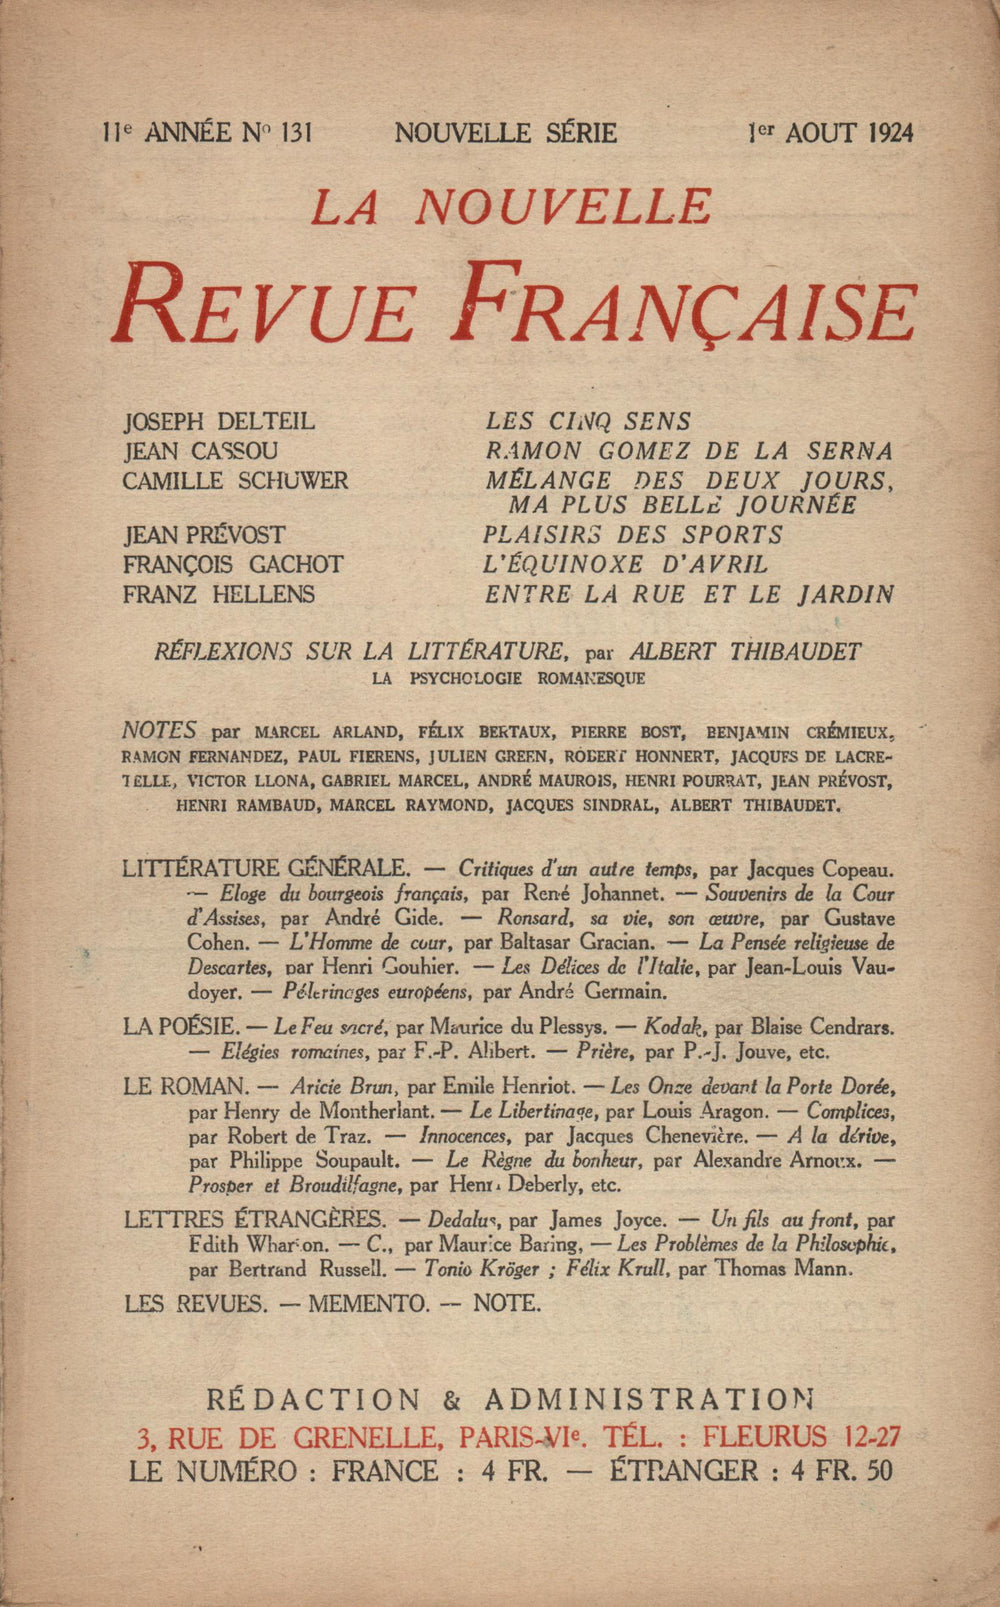 11e ANNÉE No 131 NOUVELLE SÉRIE 1er AOUT 1924
LA NOUVELLE
REVUE FRANÇAISE
JOSEPH DELTEIL LES CINQ SENS
JEAN CASSOU RAMON GOMEZ DE LA SERNA
CAMILLE SCHUWER MÉLANGE DES DEUX JOURS,
MA PLUS BELLE JOURNÉE
JEAN PRÉVOST PLAISIRS DES SPORTS
FRANÇOIS GACHOT L'ÉQUINOXE D'AVRIL
FRANZ HELLENS ENTRE LA RUE ET LE JARDIN
RÉFLEXIONS SUR LA LITTÉRATURE, par ALBERT THIBAUDET
LA PSYCHOLOGIE ROMANESQUE
NOTES par MARCEL ARLAND, FÉLIX BERTAUX, PIERRE BOST, BENJAMIN CRÉMIEUX,
RAMON FERNANDEZ, PAUL FIERENS, JULIEN GREEN, ROBERT HONNERT, JACQUES DE LACRE-
TELLE, VICTOR LLONA, GABRIEL MARCEL, ANDRÉ MAUROIS, HENRI POURRAT, JEAN PRÉVOST,
HENRI RAMBAUD, MARCEL RAYMOND, JACQUES SINDRAL, ALBERT THIBAUDET.
LITTÉRATURE GÉNÉRALE. — Critiques d'un autre temps, par Jacques Copeau.
— Eloge du bourgeois français, par René Johannet. — Souvenirs de la Cour
d'Assises, par André Gide. — Ronsard, sa vie, son œuvre, par Gustave
Cohen. — L'Homme de cour, par Baltasar Gracian. — La Pensée religieuse de
Descartes, par Henri Gouhier. — Les Délices de l'Italie, par Jean-Louis Vau-
doyer. — Pélerinages européens, par André Germain.
LA POÉSIE. — Le Feu sacré, par Maurice du Plessys. — Kodak, par Blaise Cendrars.
— Elégies romaines, par F.-P. Alibert. — Prière, par P.-J. Jouve, etc.
LE ROMAN. — Aricie Brun, par Emile Henriot. — Les Onze devant la Porte Dorée,
par Henry de Montherlant. — Le Libertinage, par Louis Aragon. — Complices,
par Robert de Traz. — Innocences, par Jacques Chenevière. — A la dérive,
par Philippe Soupault. — Le Règne du bonheur, par Alexandre Arnoux. —
Prosper et Broudilfagne, par Henri Deberly, etc.
LETTRES ÉTRANGÈRES. — Dedalus, par James Joyce. — Un fils au front, par
Edith Wharton. — C., par Maurice Baring, — Les Problèmes de la Philosophie,
par Bertrand Russell. — Tonio Kröger ; Félix Krull, par Thomas Mann.
LES REVUES. — MEMENTO. — NOTE.
RÉDACTION & ADMINISTRATION
3, RUE DE GRENELLE, PARIS-VIe. TÉL. : FLEURUS 12-27
LE NUMÉRO : FRANCE : 4 FR. — ÉTRANGER : 4 FR. 50